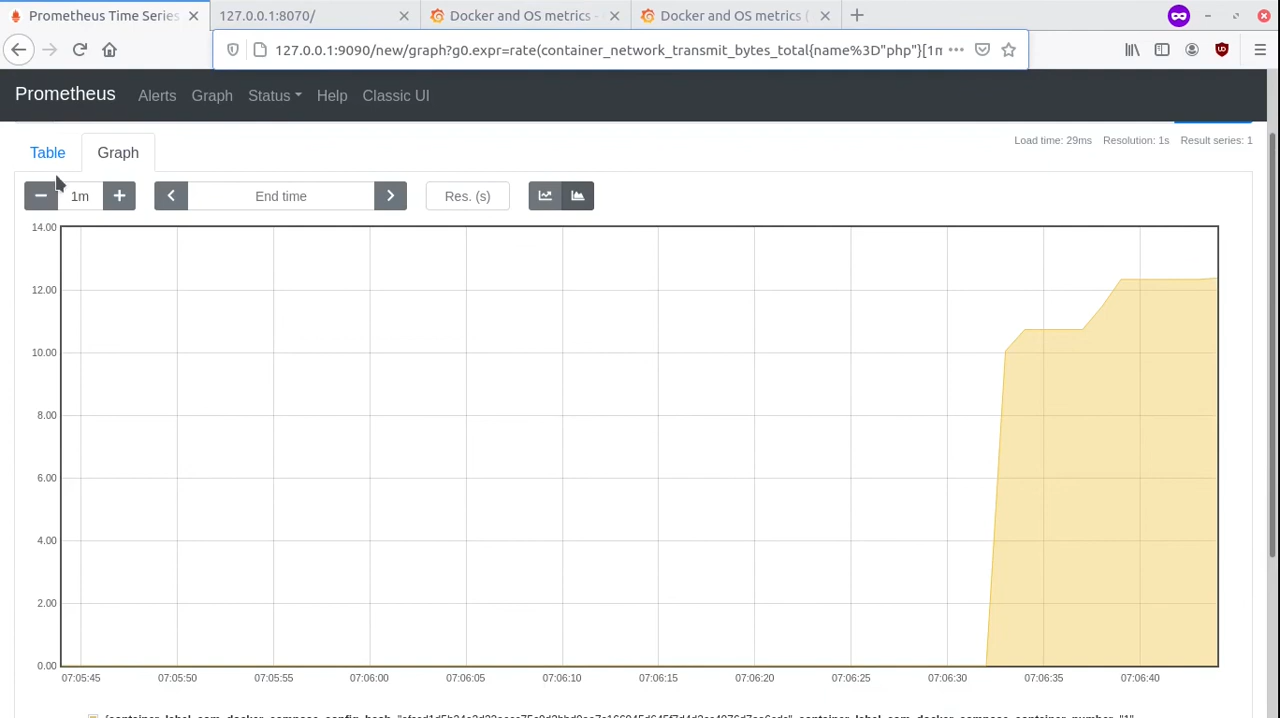 Prometheus Time Series
127.0.0.1:8070/
Docker and OS metrics -
Docker and OS metrics (
127.0.0.1:9090/new/graph?g0.expr=rate(container_network_transmit_bytes_total{name%3D"php"}[1m
Prometheus Alerts Graph Status Help Classic UI
Load time: 29ms Resolution: 1s Result series: 1
Table Graph
1m
End time
Res. (s)
14.00
12.00
10.00
8.00
6.00
4.00
2.00
0.00
07:05:45 07:05:50 07:05:55 07:06:00 07:06:05 07:06:10 07:06:15 07:06:20 07:06:25 07:06:30 07:06:35 07:06:40